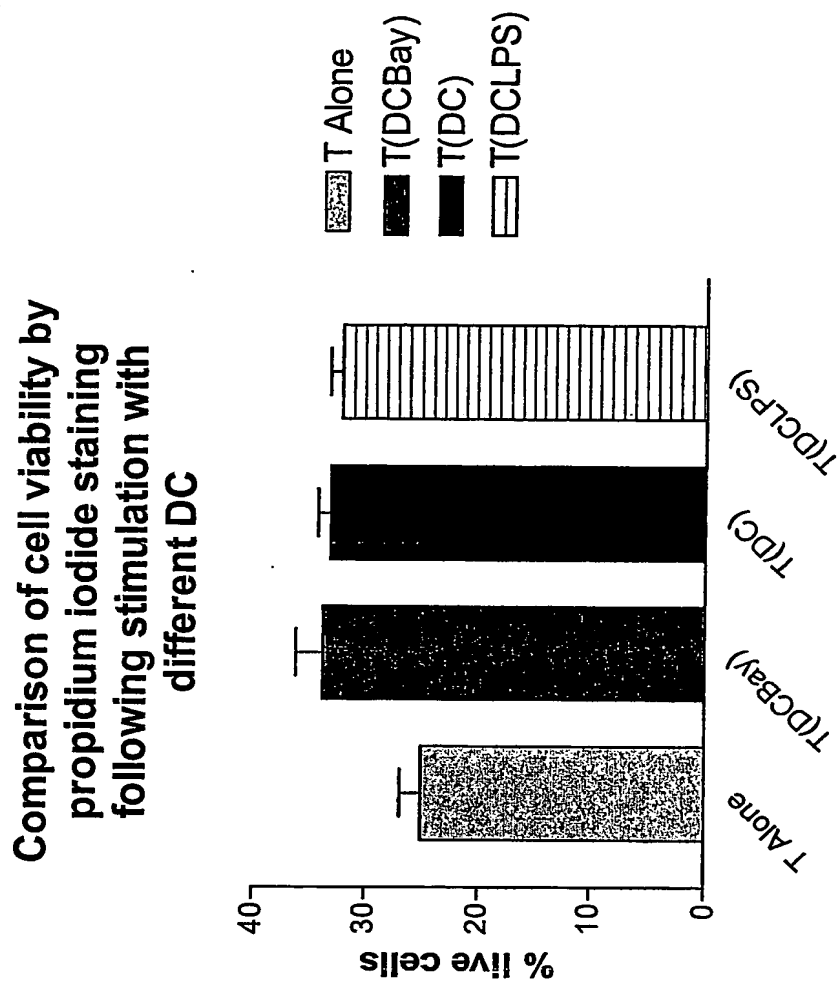 Comparison of cell viability by
propidium iodide staining
following stimulation with
different DC
% live cells
40
30
20
10
0
T Alone
T(DCBay)
T(DC)
T(DCLPS)
T Alone
T(DCBay)
T(DC)
T(DCLPS)